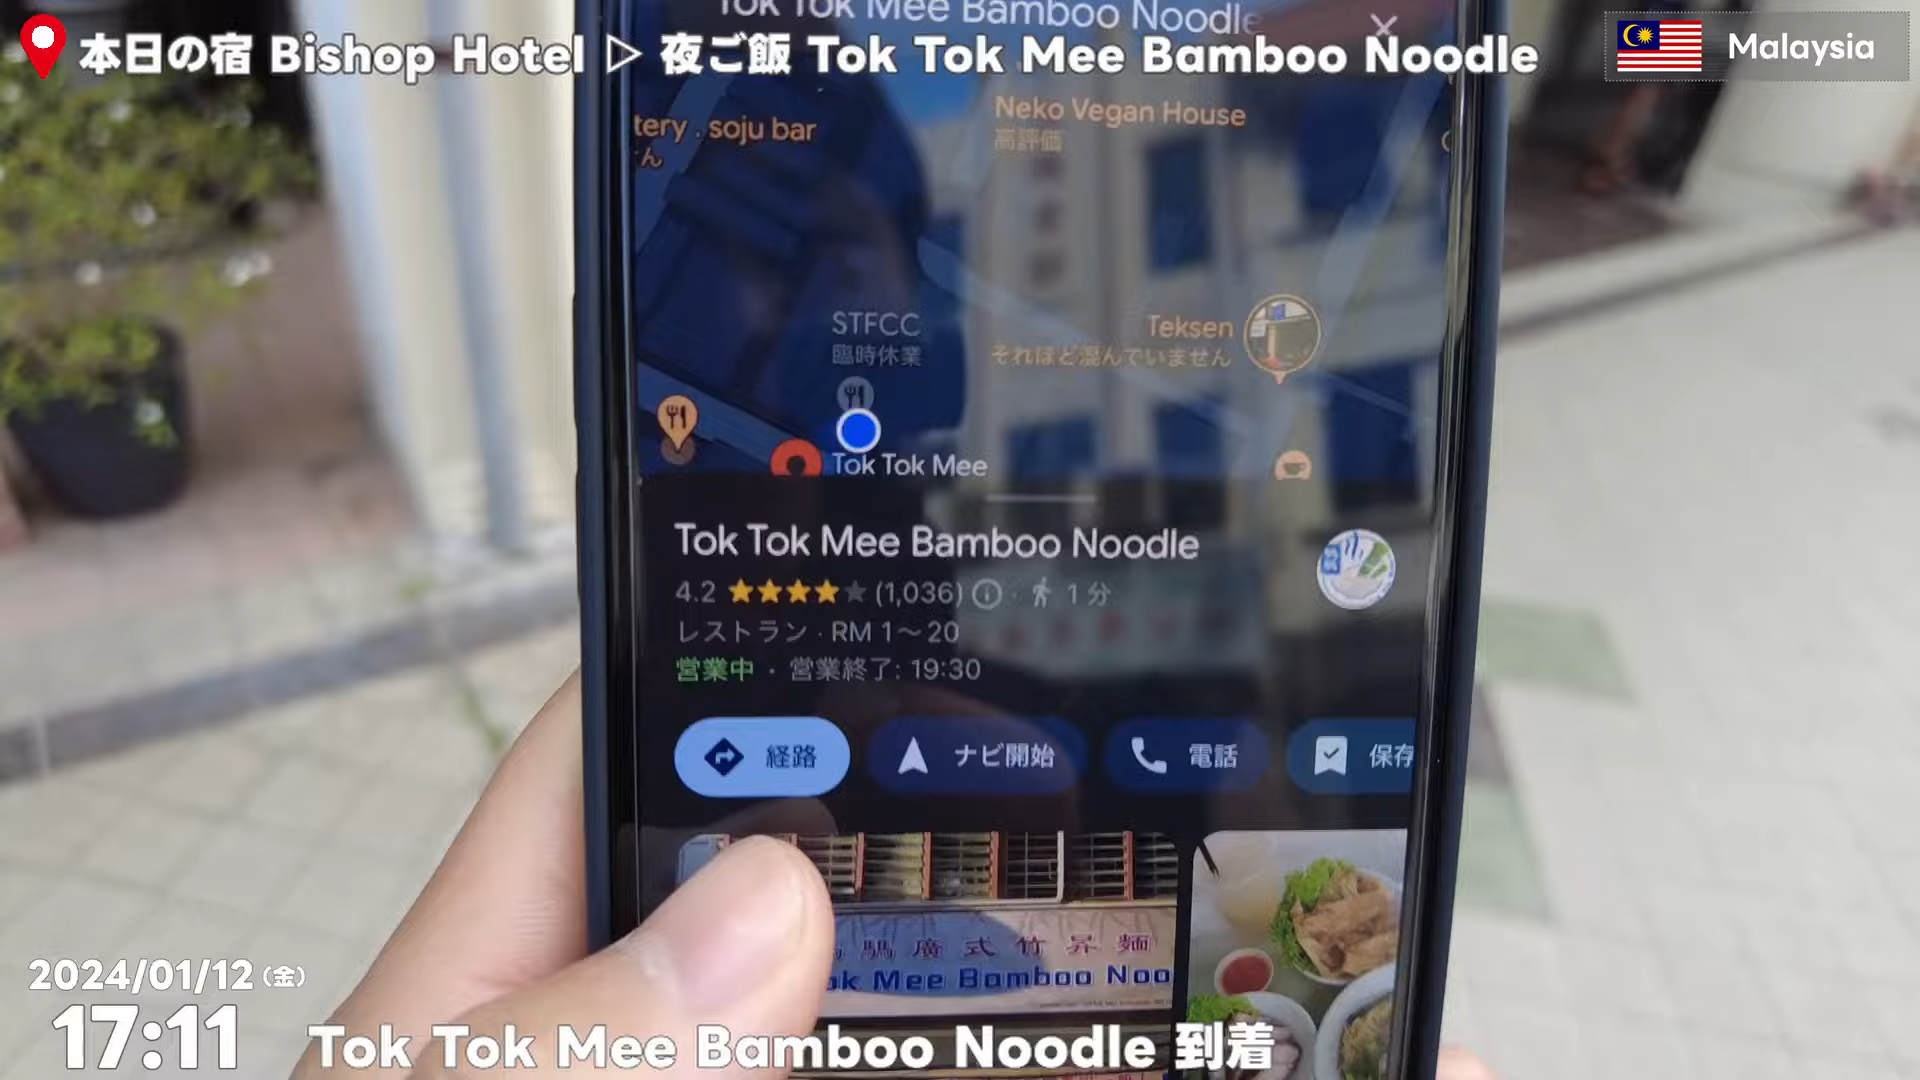 本日の宿 Bishop Hotel ▷ 夜ご飯 Tok Tok Mee Bamboo Noodle
Malaysia
Tok Tok Mee Bamboo Noodle
Neko Vegan House
高評価
tery . soju bar
STFCC
臨時休業
Teksen
それほど混んでいません
Tok Tok Mee
Tok Tok Mee Bamboo Noodle
4.2 (1,036) · 1 分
レストラン · RM 1～20
営業中 · 営業終了: 19:30
経路
ナビ開始
電話
保存
廣式竹昇麵
ok Mee Bamboo Noo
2024/01/12 (金)
17:11
Tok Tok Mee Bamboo Noodle 到着